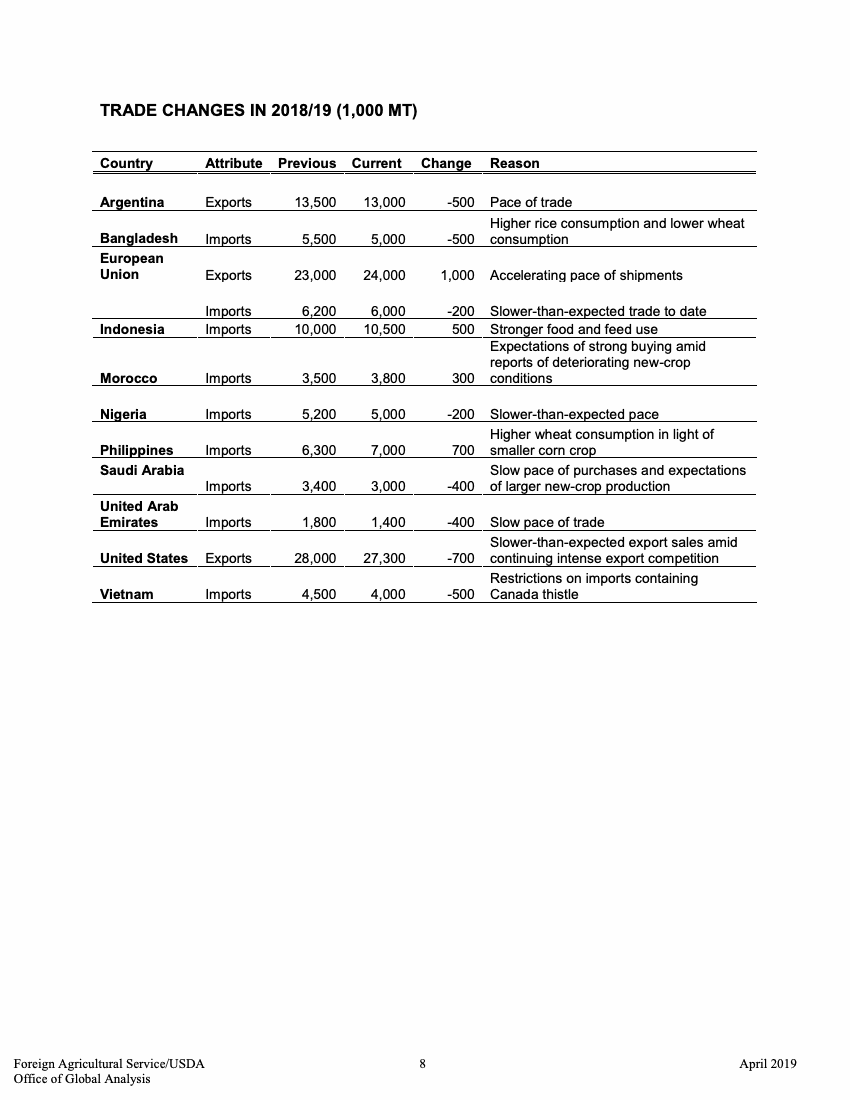 TRADE CHANGES IN 2018/19 (1,000 MT)
Country Attribute Previous Current Change Reason
Argentina Exports 13,500 13,000 -500 Pace of trade
Higher rice consumption and lower wheat
Bangladesh Imports 5,500 5,000 -500 consumption
European
Union Exports 23,000 24,000 1,000 Accelerating pace of shipments
Imports 6,200 6,000 -200 Slower-than-expected trade to date
Indonesia Imports 10,000 10,500 500 Stronger food and feed use
Expectations of strong buying amid
reports of deteriorating new-crop
Morocco Imports 3,500 3,800 300 conditions
Nigeria Imports 5,200 5,000 -200 Slower-than-expected pace
Higher wheat consumption in light of
Philippines Imports 6,300 7,000 700 smaller corn crop
Saudi Arabia Slow pace of purchases and expectations
Imports 3,400 3,000 -400 of larger new-crop production
United Arab
Emirates Imports 1,800 1,400 -400 Slow pace of trade
Slower-than-expected export sales amid
United States Exports 28,000 27,300 -700 continuing intense export competition
Restrictions on imports containing
Vietnam Imports 4,500 4,000 -500 Canada thistle
Foreign Agricultural Service/USDA 8 April 2019
Office of Global Analysis